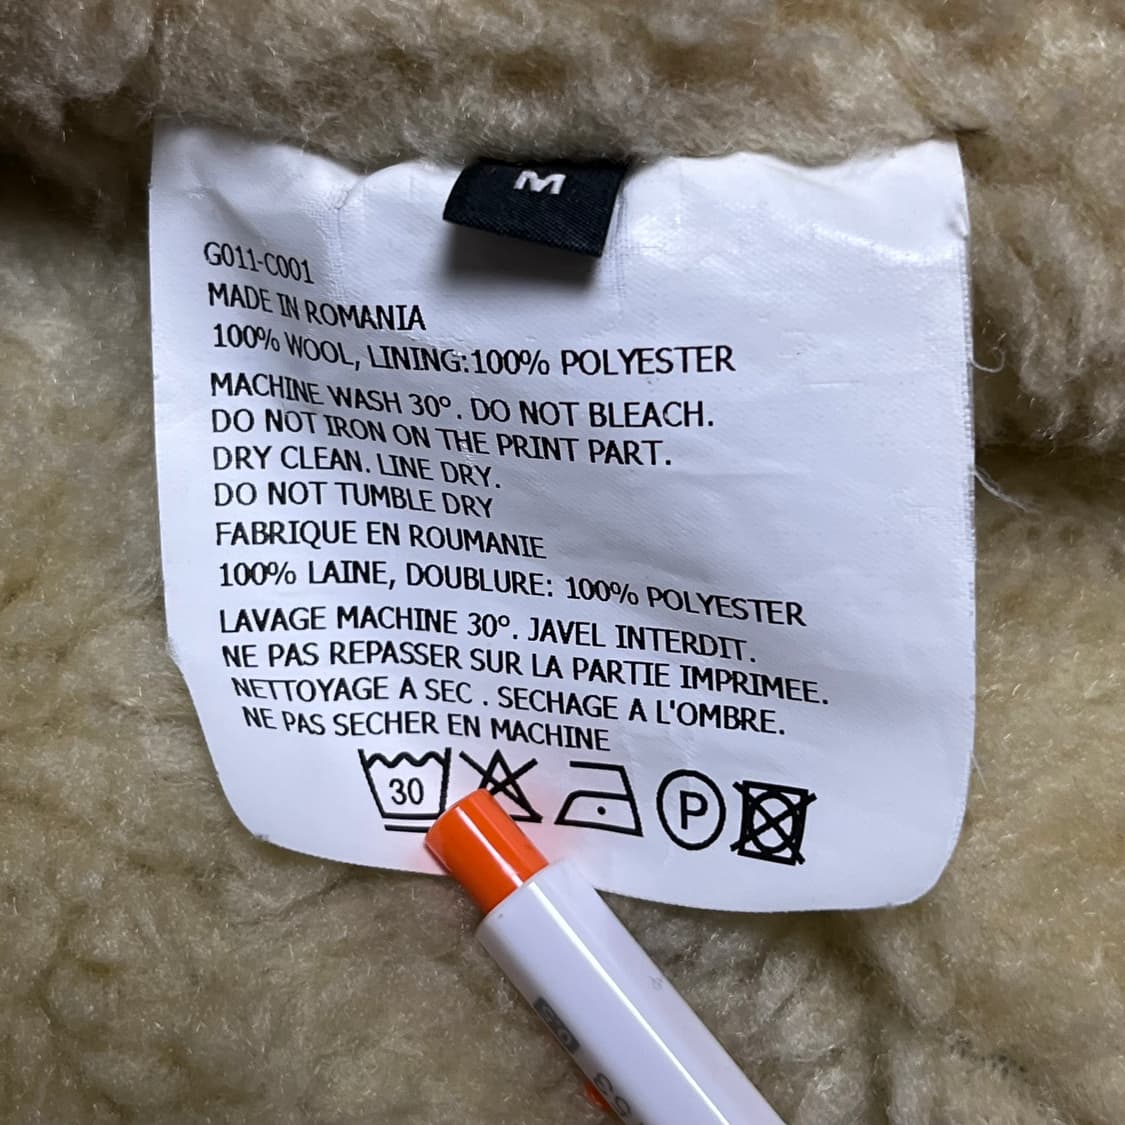 M
G011-C001
MADE IN ROMANIA
100% WOOL, LINING:100% POLYESTER
MACHINE WASH 30°. DO NOT BLEACH.
DO NOT IRON ON THE PRINT PART.
DRY CLEAN. LINE DRY.
DO NOT TUMBLE DRY
FABRIQUE EN ROUMANIE
100% LAINE, DOUBLURE: 100% POLYESTER
LAVAGE MACHINE 30°. JAVEL INTERDIT.
NE PAS REPASSER SUR LA PARTIE IMPRIMEE.
NETTOYAGE A SEC . SECHAGE A L'OMBRE.
NE PAS SECHER EN MACHINE
30 P